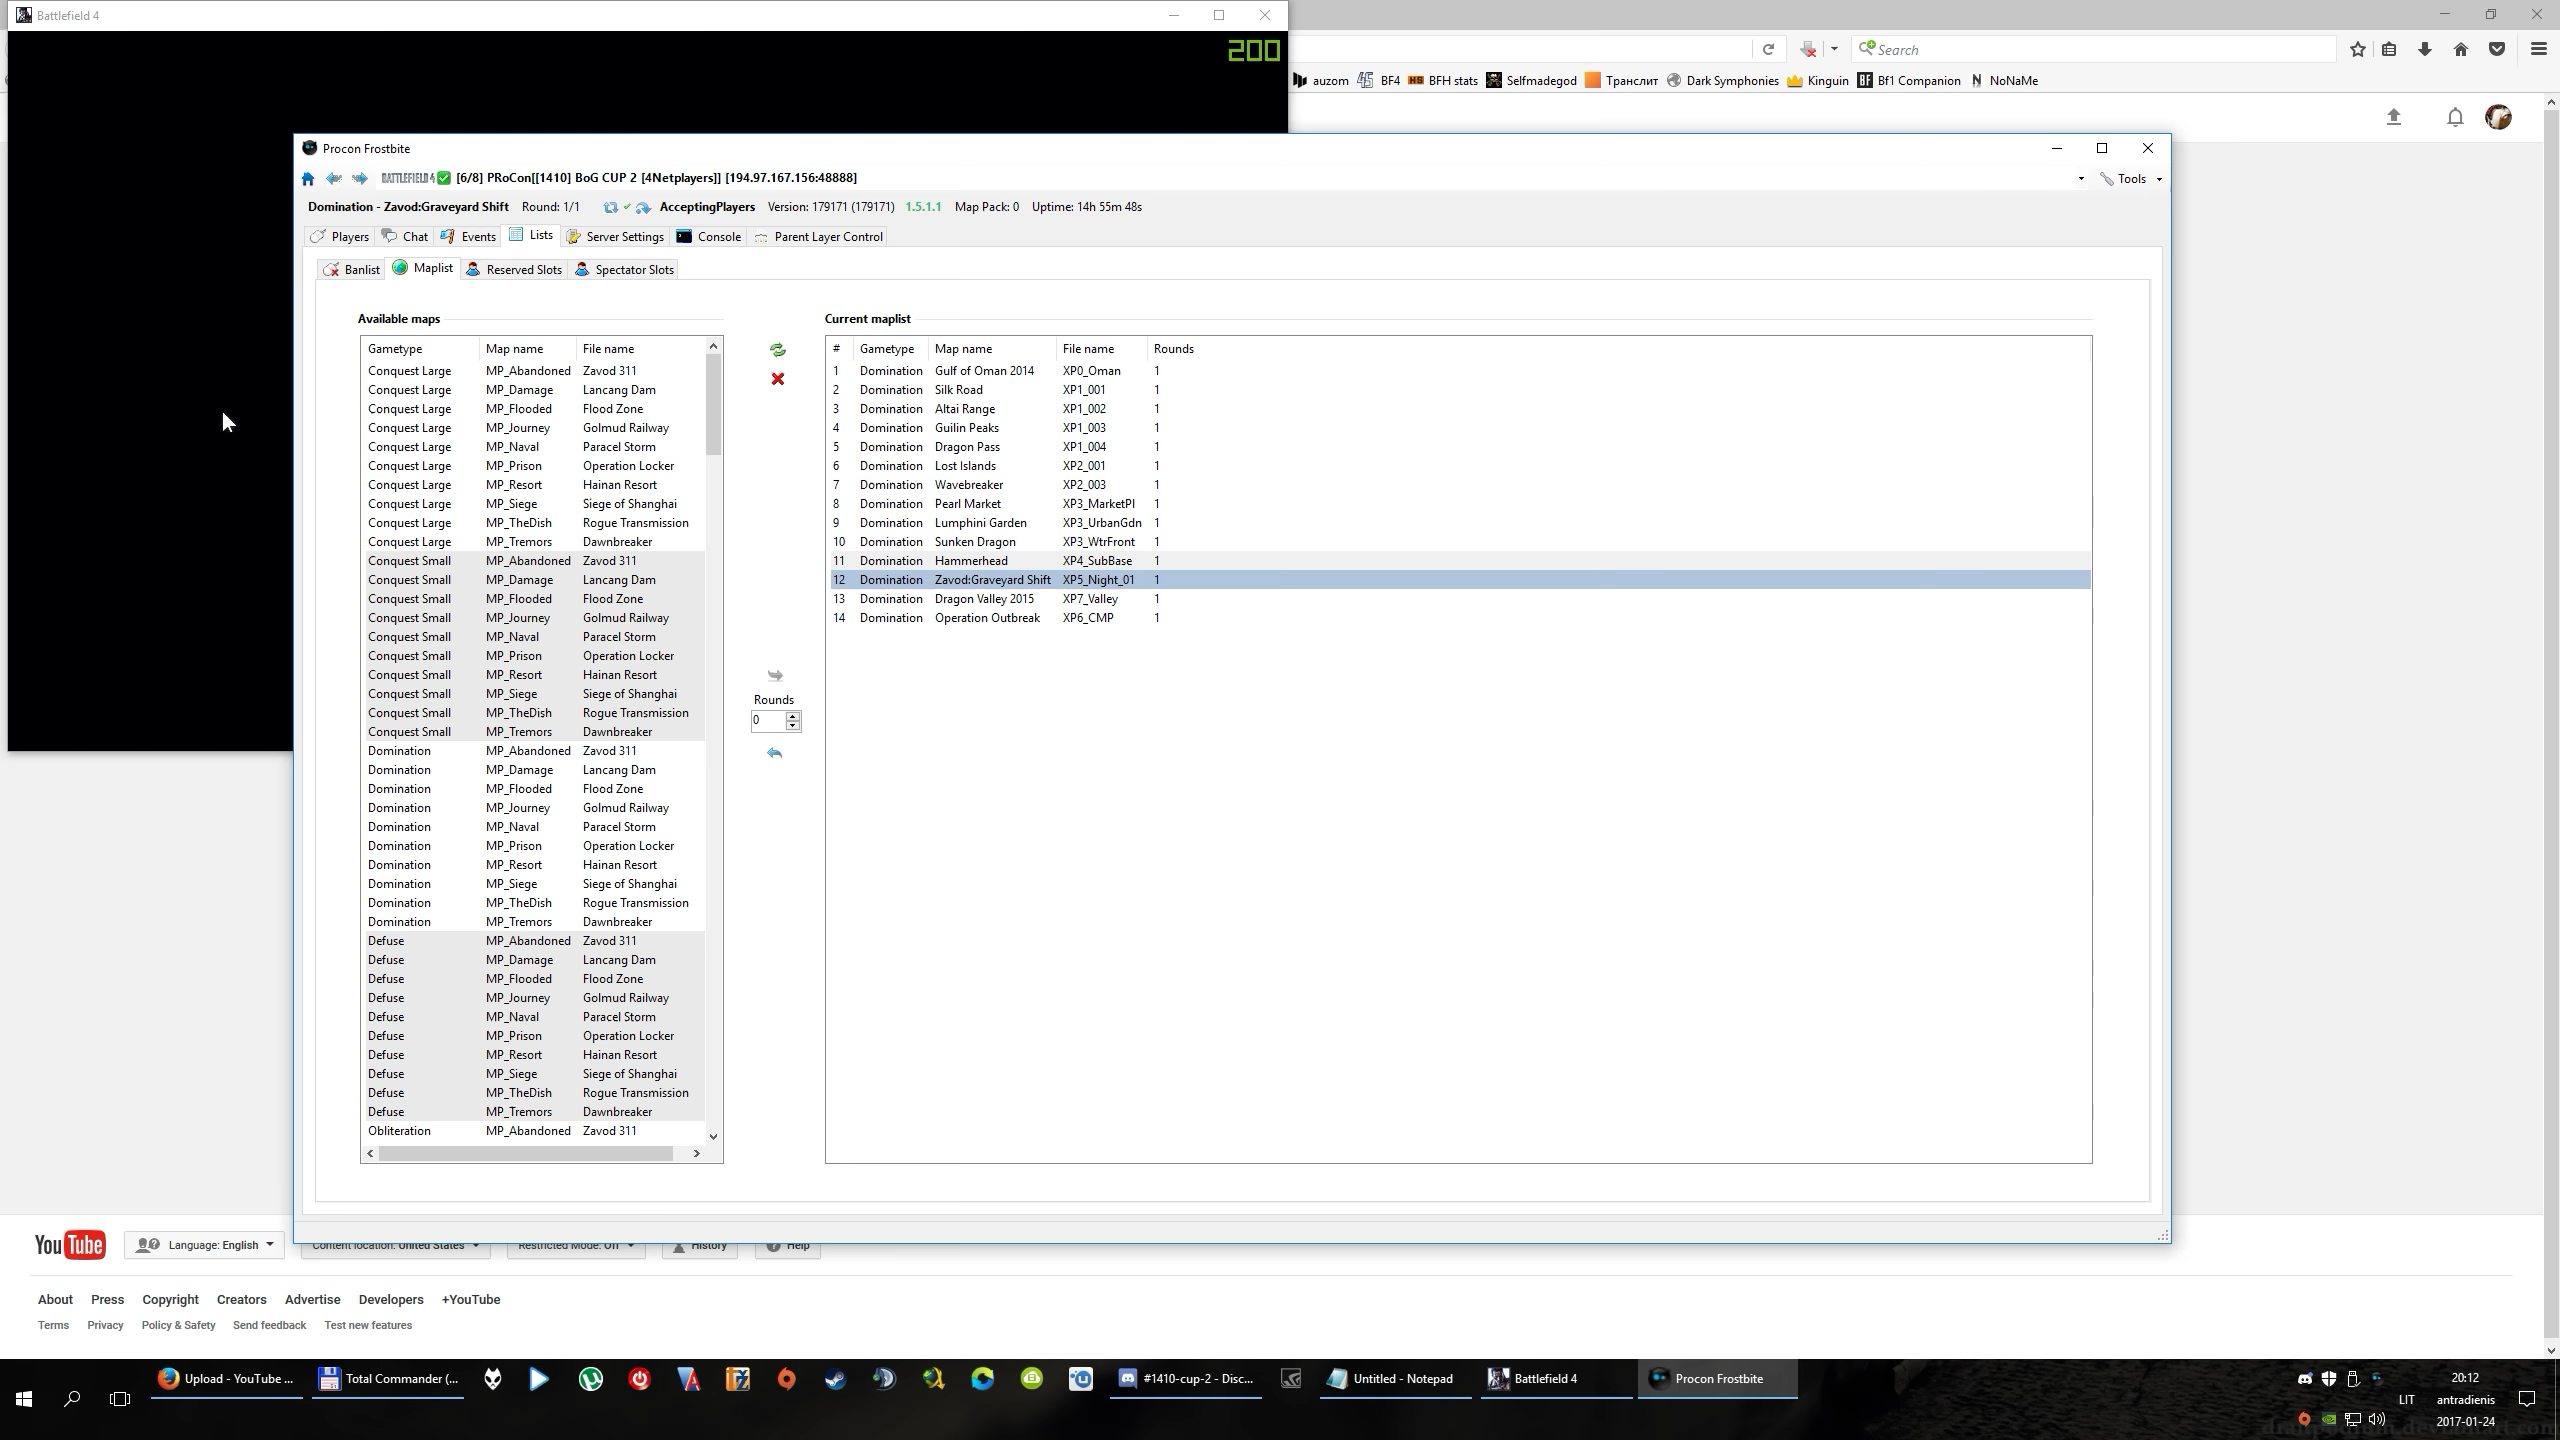 Battlefield 4
200
Search
auzom BF4 BFH stats Selfmadegod Транслит Dark Symphonies Kinguin Bf1 Companion NoNaMe
Procon Frostbite
BATTLEFIELD 4 [6/8] PRoCon[[1410] BoG CUP 2 [4Netplayers]] [194.97.167.156:48888] Tools
Domination - Zavod:Graveyard Shift Round: 1/1 AcceptingPlayers Version: 179171 (179171) 1.5.1.1 Map Pack: 0 Uptime: 14h 55m 48s
Players Chat Events Lists Server Settings Console Parent Layer Control
Banlist Maplist Reserved Slots Spectator Slots
Available maps
Gametype Map name File name
Conquest Large MP_Abandoned Zavod 311
Conquest Large MP_Damage Lancang Dam
Conquest Large MP_Flooded Flood Zone
Conquest Large MP_Journey Golmud Railway
Conquest Large MP_Naval Paracel Storm
Conquest Large MP_Prison Operation Locker
Conquest Large MP_Resort Hainan Resort
Conquest Large MP_Siege Siege of Shanghai
Conquest Large MP_TheDish Rogue Transmission
Conquest Large MP_Tremors Dawnbreaker
Conquest Small MP_Abandoned Zavod 311
Conquest Small MP_Damage Lancang Dam
Conquest Small MP_Flooded Flood Zone
Conquest Small MP_Journey Golmud Railway
Conquest Small MP_Naval Paracel Storm
Conquest Small MP_Prison Operation Locker
Conquest Small MP_Resort Hainan Resort
Conquest Small MP_Siege Siege of Shanghai
Conquest Small MP_TheDish Rogue Transmission
Conquest Small MP_Tremors Dawnbreaker
Domination MP_Abandoned Zavod 311
Domination MP_Damage Lancang Dam
Domination MP_Flooded Flood Zone
Domination MP_Journey Golmud Railway
Domination MP_Naval Paracel Storm
Domination MP_Prison Operation Locker
Domination MP_Resort Hainan Resort
Domination MP_Siege Siege of Shanghai
Domination MP_TheDish Rogue Transmission
Domination MP_Tremors Dawnbreaker
Defuse MP_Abandoned Zavod 311
Defuse MP_Damage Lancang Dam
Defuse MP_Flooded Flood Zone
Defuse MP_Journey Golmud Railway
Defuse MP_Naval Paracel Storm
Defuse MP_Prison Operation Locker
Defuse MP_Resort Hainan Resort
Defuse MP_Siege Siege of Shanghai
Defuse MP_TheDish Rogue Transmission
Defuse MP_Tremors Dawnbreaker
Obliteration MP_Abandoned Zavod 311
Rounds
0
Current maplist
# Gametype Map name File name Rounds
1 Domination Gulf of Oman 2014 XP0_Oman 1
2 Domination Silk Road XP1_001 1
3 Domination Altai Range XP1_002 1
4 Domination Guilin Peaks XP1_003 1
5 Domination Dragon Pass XP1_004 1
6 Domination Lost Islands XP2_001 1
7 Domination Wavebreaker XP2_003 1
8 Domination Pearl Market XP3_MarketPl 1
9 Domination Lumphini Garden XP3_UrbanGdn 1
10 Domination Sunken Dragon XP3_WtrFront 1
11 Domination Hammerhead XP4_SubBase 1
12 Domination Zavod:Graveyard Shift XP5_Night_01 1
13 Domination Dragon Valley 2015 XP7_Valley 1
14 Domination Operation Outbreak XP6_CMP 1
YouTube Language: English Content location: United States Restricted Mode: Off History Help
About Press Copyright Creators Advertise Developers +YouTube
Terms Privacy Policy & Safety Send feedback Test new features
Upload - YouTube ... Total Commander (... #1410-cup-2 - Disc... Untitled - Notepad Battlefield 4 Procon Frostbite
20:12
LIT antradienis
2017-01-24